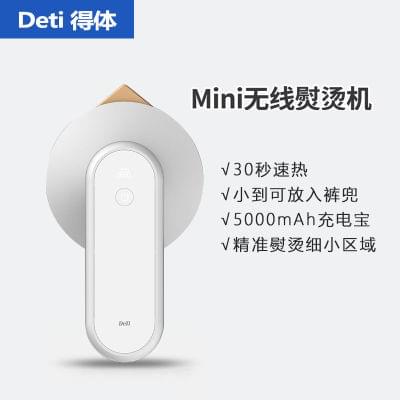 Deti 得体
Mini无线熨烫机
√30秒速热
√小到可放入裤兜
√5000mAh充电宝
√精准熨烫细小区域
Deti